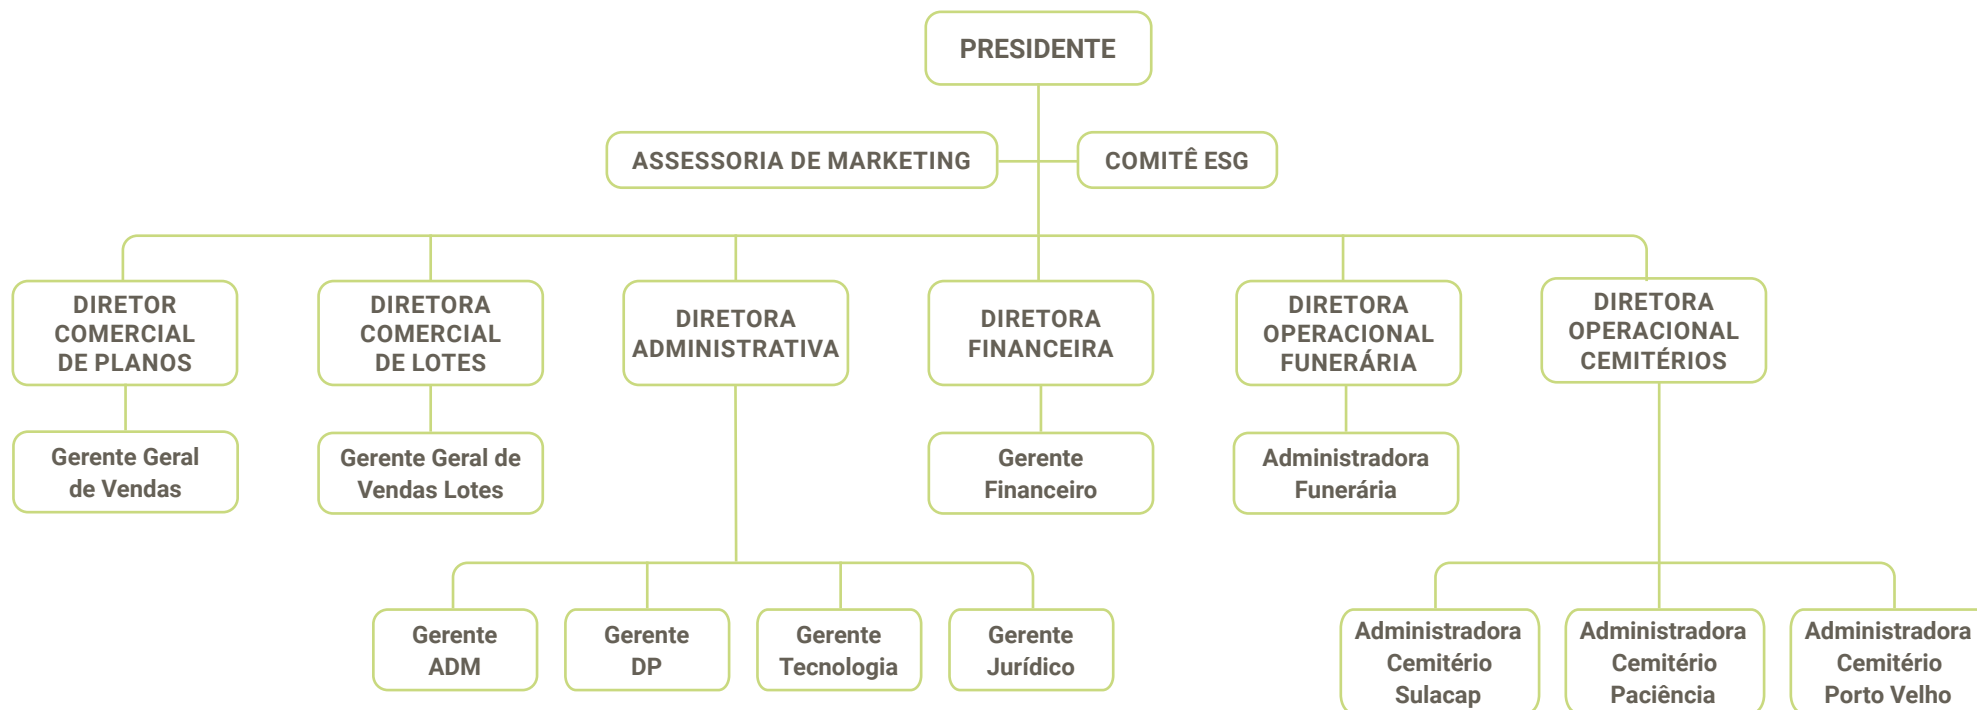 PRESIDENTE
ASSESSORIA DE MARKETING
COMITÊ ESG
DIRETOR
COMERCIAL
DE PLANOS
DIRETORA
COMERCIAL
DE LOTES
DIRETORA
ADMINISTRATIVA
DIRETORA
FINANCEIRA
DIRETORA
OPERACIONAL
FUNERÁRIA
DIRETORA
OPERACIONAL
CEMITÉRIOS
Gerente Geral
de Vendas
Gerente Geral de
Vendas Lotes
Gerente
Financeiro
Administradora
Funerária
Gerente
ADM
Gerente
DP
Gerente
Tecnologia
Gerente
Jurídico
Administradora
Cemitério
Sulacap
Administradora
Cemitério
Paciência
Administradora
Cemitério
Porto Velho